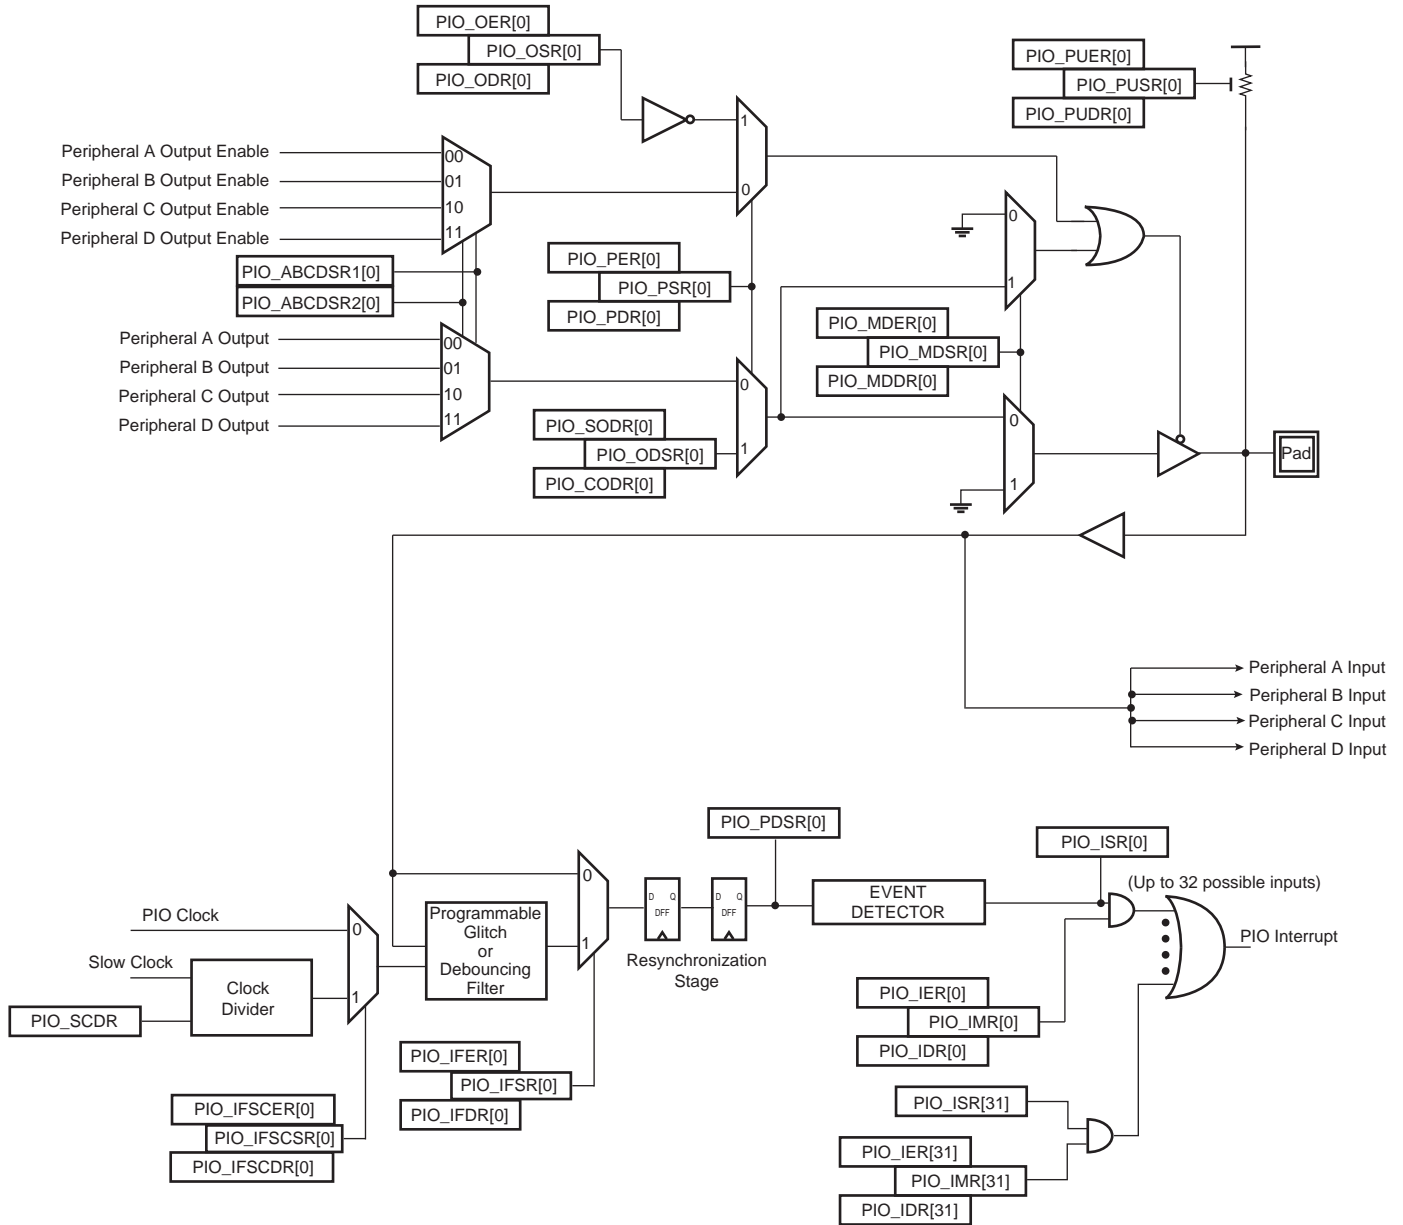 PIO_OER[0]
PIO_OSR[0]
PIO_ODR[0]
PIO_PUER[0]
PIO_PUSR[0]
PIO_PUDR[0]
1
0
Peripheral A Output Enable
Peripheral B Output Enable
Peripheral C Output Enable
Peripheral D Output Enable
00
01
10
11
PIO_ABCDSR1[0]
PIO_ABCDSR2[0]
PIO_PER[0]
PIO_PSR[0]
PIO_PDR[0]
0
1
PIO_MDER[0]
PIO_MDSR[0]
PIO_MDDR[0]
Peripheral A Output
Peripheral B Output
Peripheral C Output
Peripheral D Output
00
01
10
11
0
1
PIO_SODR[0]
PIO_ODSR[0]
PIO_CODR[0]
0
1
Pad
Peripheral A Input
Peripheral B Input
Peripheral C Input
Peripheral D Input
PIO_PDSR[0]
PIO_ISR[0]
(Up to 32 possible inputs)
EVENT
DETECTOR
PIO Interrupt
0
1
D Q
DFF
D Q
DFF
Resynchronization
Stage
Programmable
Glitch
or
Debouncing
Filter
PIO Clock
Slow Clock
0
1
Clock
Divider
PIO_SCDR
PIO_IER[0]
PIO_IMR[0]
PIO_IDR[0]
PIO_IFER[0]
PIO_IFSR[0]
PIO_IFDR[0]
PIO_IFSCER[0]
PIO_IFSCSR[0]
PIO_IFSCDR[0]
PIO_ISR[31]
PIO_IER[31]
PIO_IMR[31]
PIO_IDR[31]